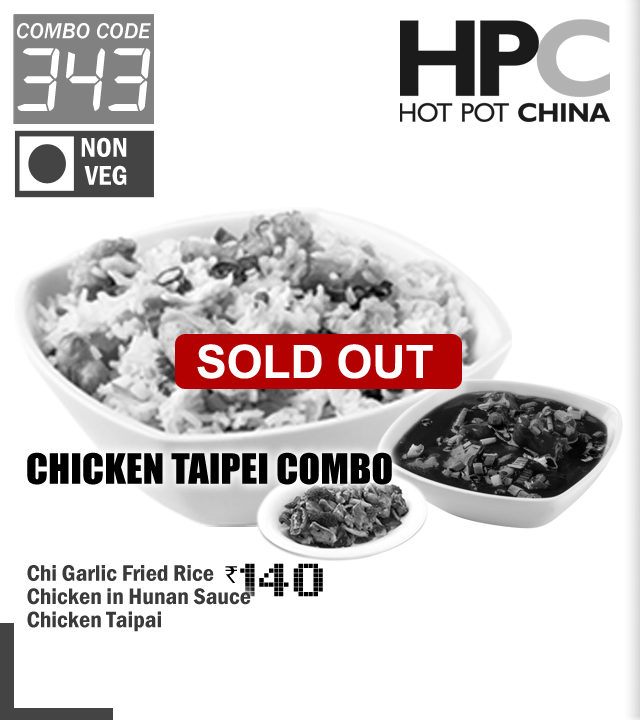 COMBO CODE
343
NON
VEG
HPC
HOT POT CHINA
SOLD OUT
CHICKEN TAIPEI COMBO
Chi Garlic Fried Rice ₹140
Chicken in Hunan Sauce
Chicken Taipai